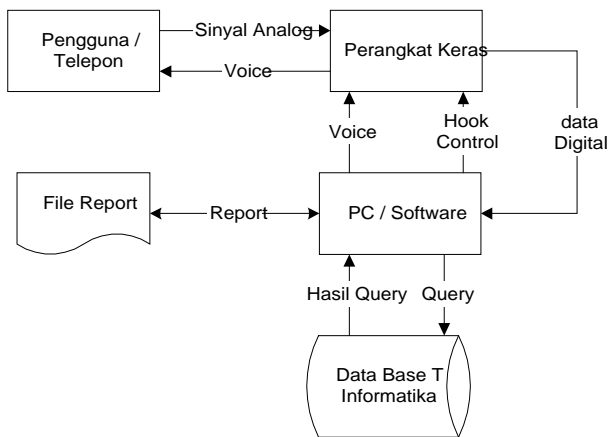 Pengguna /
Telepon
Sinyal Analog
Voice
Perangkat Keras
Voice
Hook
Control
data
Digital
File Report
Report
PC / Software
Hasil Query
Query
Data Base T
Informatika